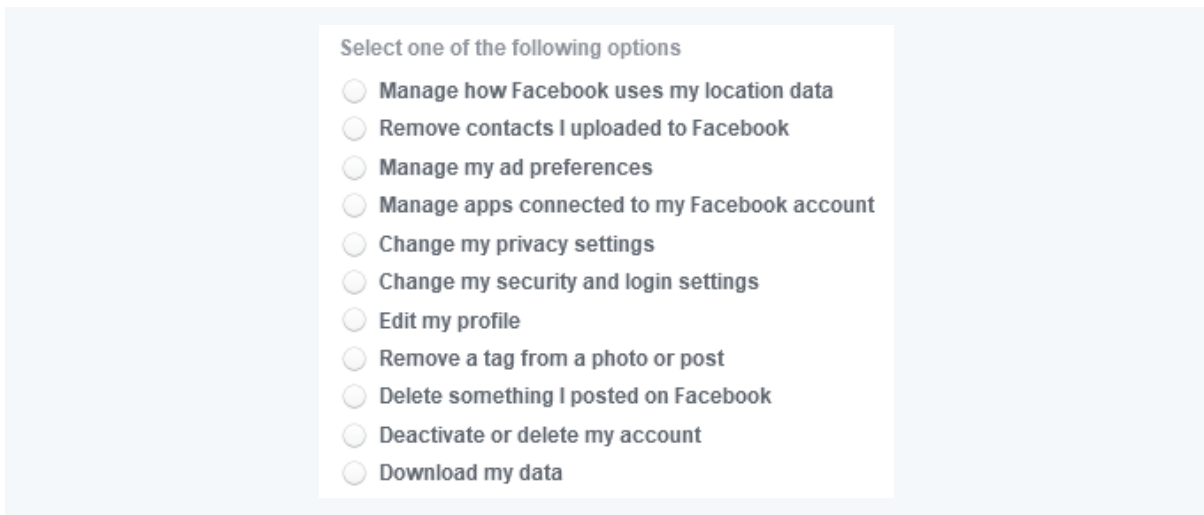 Select one of the following options
Manage how Facebook uses my location data
Remove contacts I uploaded to Facebook
Manage my ad preferences
Manage apps connected to my Facebook account
Change my privacy settings
Change my security and login settings
Edit my profile
Remove a tag from a photo or post
Delete something I posted on Facebook
Deactivate or delete my account
Download my data